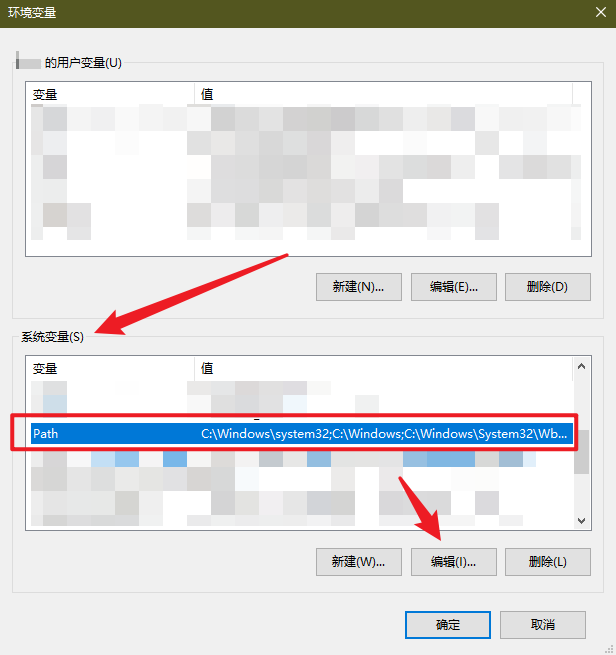 环境变量
的用户变量(U)
变量 值
新建(N)... 编辑(E)... 删除(D)
系统变量(S)
变量 值
Path C:\Windows\system32;C:\Windows;C:\Windows\System32\Wb...
新建(W)... 编辑(I)... 删除(L)
确定 取消